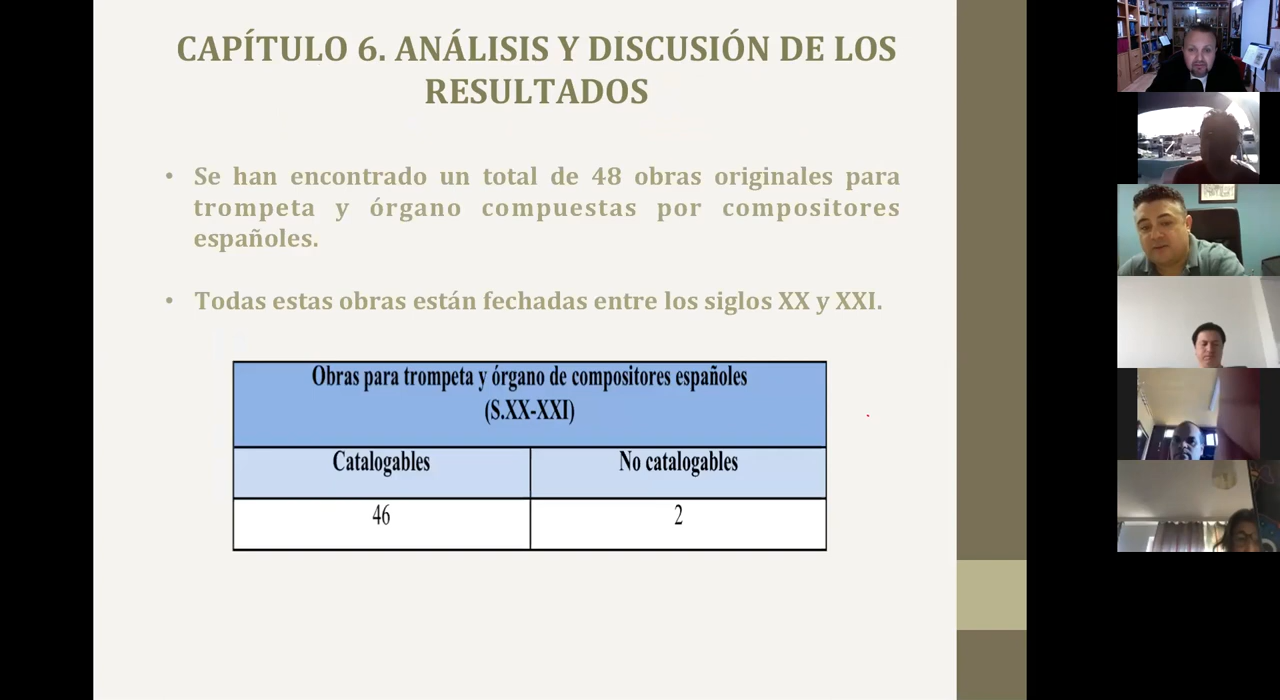 CAPÍTULO 6. ANÁLISIS Y DISCUSIÓN DE LOS
RESULTADOS
• Se han encontrado un total de 48 obras originales para
trompeta y órgano compuestas por compositores
españoles.
• Todas estas obras están fechadas entre los siglos XX y XXI.
Obras para trompeta y órgano de compositores españoles
(S.XX-XXI)
Catalogables No catalogables
46 2